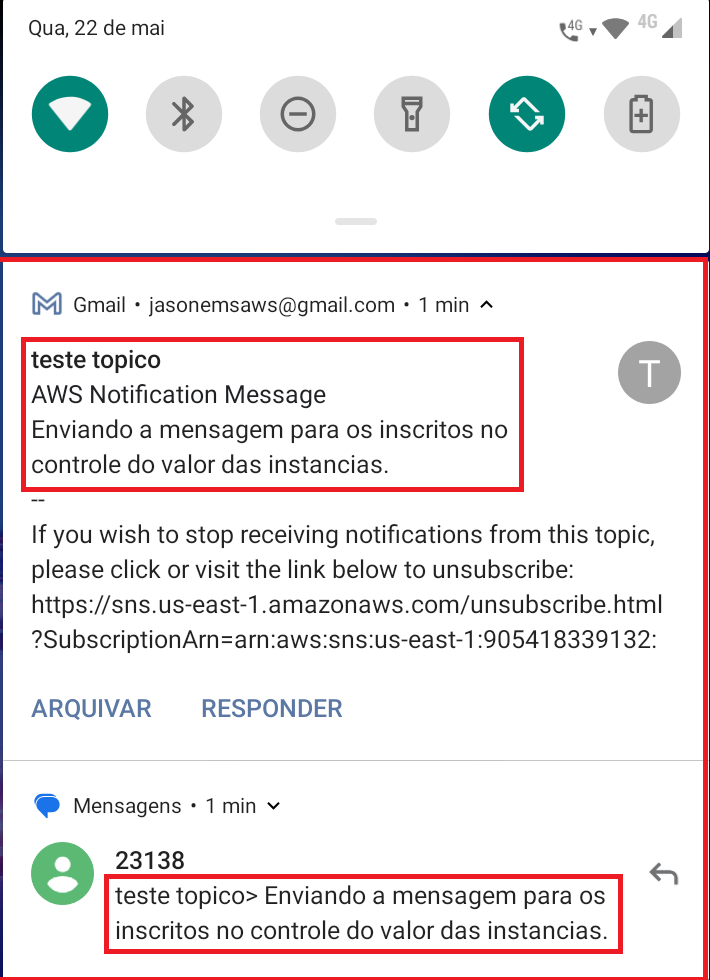 Qua, 22 de mai
4G 4G
Gmail • jasonemsaws@gmail.com • 1 min
teste topico
T
AWS Notification Message
Enviando a mensagem para os inscritos no
controle do valor das instancias.
--
If you wish to stop receiving notifications from this topic,
please click or visit the link below to unsubscribe:
https://sns.us-east-1.amazonaws.com/unsubscribe.html
?SubscriptionArn=arn:aws:sns:us-east-1:905418339132:
ARQUIVAR RESPONDER
Mensagens • 1 min
23138
teste topico> Enviando a mensagem para os
inscritos no controle do valor das instancias.